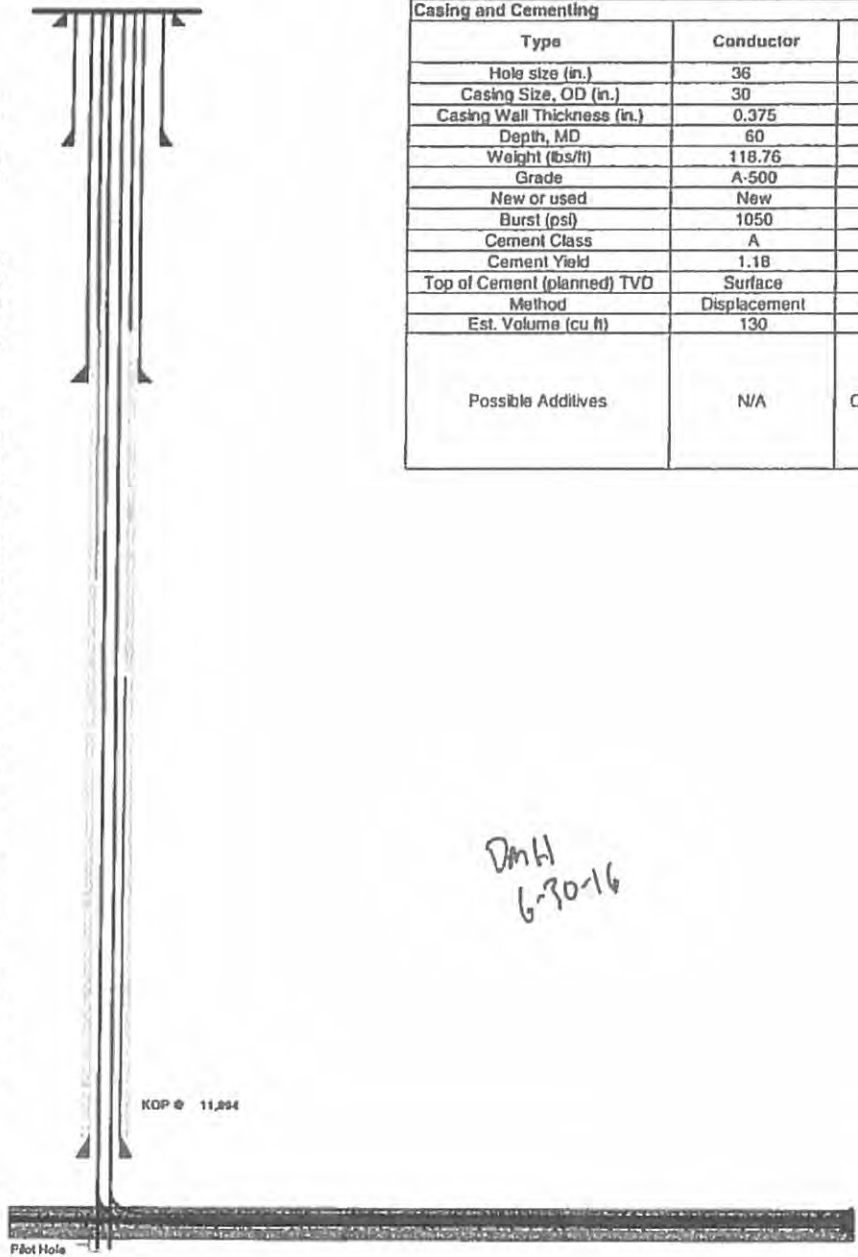 Casing and Cementing
Type Conductor
Hole size (in.) 36
Casing Size, OD (in.) 30
Casing Wall Thickness (in.) 0.375
Depth, MD 60
Weight (lbs/ft) 118.76
Grade A-500
New or used New
Burst (psi) 1050
Cement Class A
Cement Yield 1.18
Top of Cement (planned) TVD Surface
Method Displacement
Est. Volume (cu ft) 130
Possible Additives N/A C
DMH
6-30-16
KOP @ 11,894
Pilot Hole